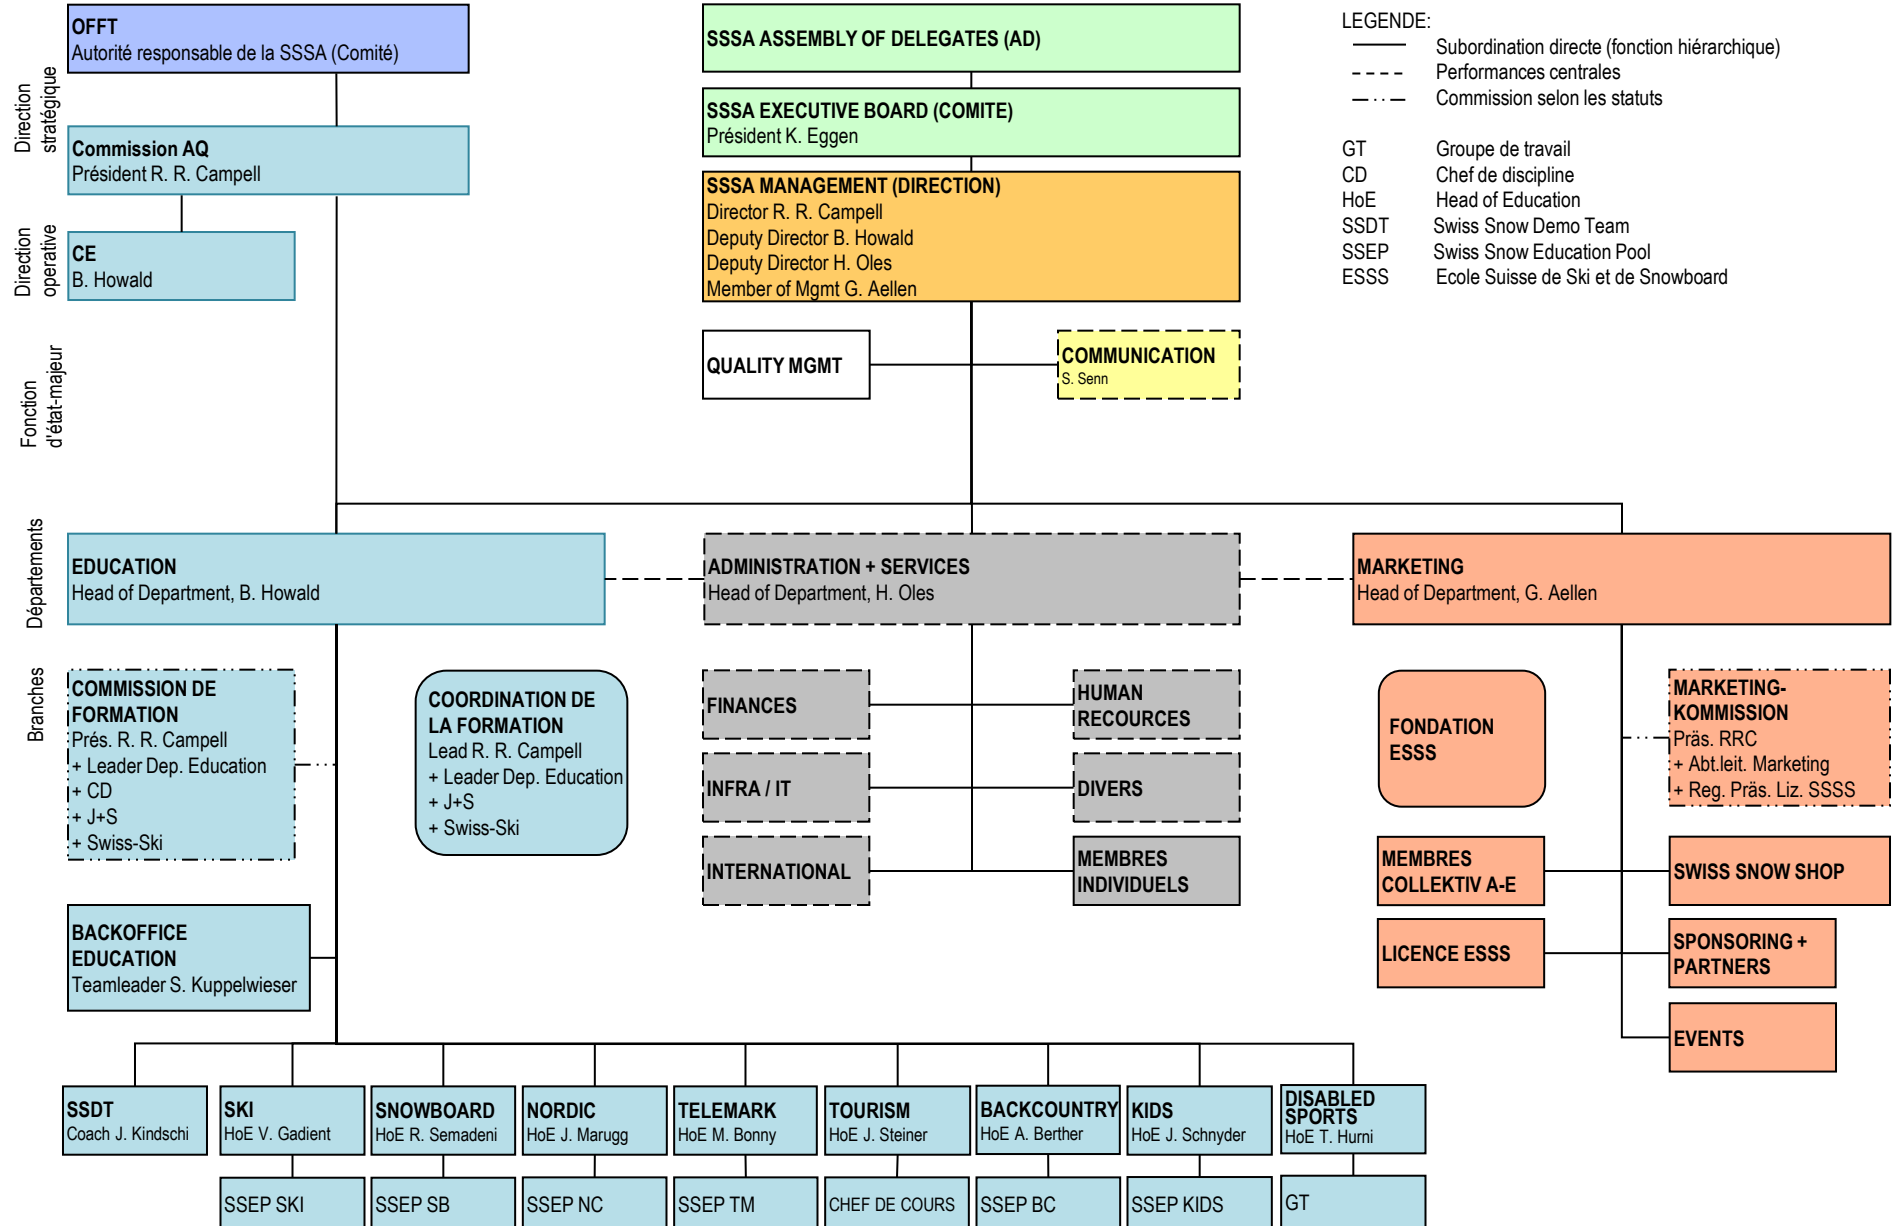 OFFT
Autorité responsable de la SSSA (Comité)
SSSA ASSEMBLY OF DELEGATES (AD)
LEGENDE:
Subordination directe (fonction hiérarchique)
Performances centrales
Commission selon les statuts
Direction
stratégique
SSSA EXECUTIVE BOARD (COMITE)
Président K. Eggen
Commission AQ
Président R. R. Campell
GT Groupe de travail
CD Chef de discipline
HoE Head of Education
SSDT Swiss Snow Demo Team
SSEP Swiss Snow Education Pool
ESSS Ecole Suisse de Ski et de Snowboard
SSSA MANAGEMENT (DIRECTION)
Director R. R. Campell
Deputy Director B. Howald
Deputy Director H. Oles
Member of Mgmt G. Aellen
Direction
operative
CE
B. Howald
Fonction
d'état-major
QUALITY MGMT
COMMUNICATION
S. Senn
Départements
EDUCATION
Head of Department, B. Howald
ADMINISTRATION + SERVICES
Head of Department, H. Oles
MARKETING
Head of Department, G. Aellen
Branches
COMMISSION DE
FORMATION
Prés. R. R. Campell
+ Leader Dep. Education
+ CD
+ J+S
+ Swiss-Ski
COORDINATION DE
LA FORMATION
Lead R. R. Campell
+ Leader Dep. Education
+ J+S
+ Swiss-Ski
FINANCES
HUMAN
RECOURCES
INFRA / IT
DIVERS
INTERNATIONAL
MEMBRES
INDIVIDUELS
FONDATION
ESSS
MARKETING-
KOMMISSION
Präs. RRC
+ Abt.leit. Marketing
+ Reg. Präs. Liz. SSSS
MEMBRES
COLLEKTIV A-E
SWISS SNOW SHOP
LICENCE ESSS
SPONSORING +
PARTNERS
EVENTS
BACKOFFICE
EDUCATION
Teamleader S. Kuppelwieser
SSDT
Coach J. Kindschi
SKI
HoE V. Gadient
SNOWBOARD
HoE R. Semadeni
NORDIC
HoE J. Marugg
TELEMARK
HoE M. Bonny
TOURISM
HoE J. Steiner
BACKCOUNTRY
HoE A. Berther
KIDS
HoE J. Schnyder
DISABLED
SPORTS
HoE T. Hurni
SSEP SKI
SSEP SB
SSEP NC
SSEP TM
CHEF DE COURS
SSEP BC
SSEP KIDS
GT